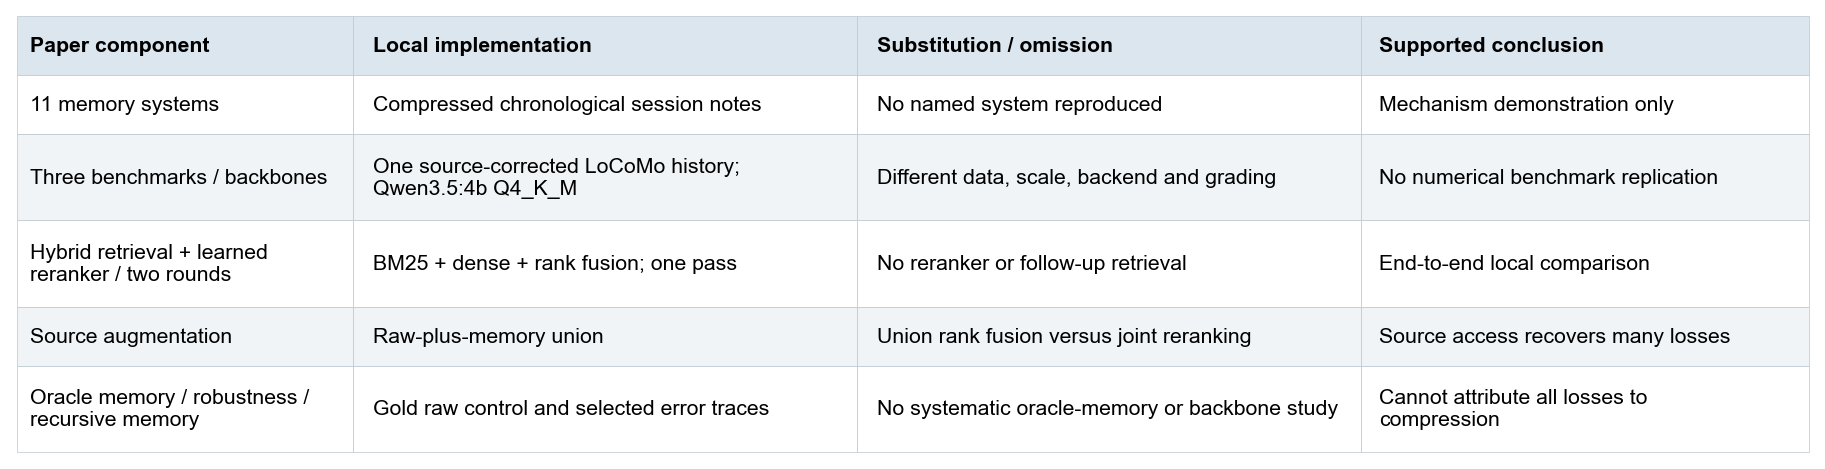 Paper component
Local implementation
Substitution / omission
Supported conclusion
11 memory systems
Compressed chronological session notes
No named system reproduced
Mechanism demonstration only
Three benchmarks / backbones
One source-corrected LoCoMo history;
Qwen3.5:4b Q4_K_M
Different data, scale, backend and grading
No numerical benchmark replication
Hybrid retrieval + learned
reranker / two rounds
BM25 + dense + rank fusion; one pass
No reranker or follow-up retrieval
End-to-end local comparison
Source augmentation
Raw-plus-memory union
Union rank fusion versus joint reranking
Source access recovers many losses
Oracle memory / robustness /
recursive memory
Gold raw control and selected error traces
No systematic oracle-memory or backbone study
Cannot attribute all losses to
compression